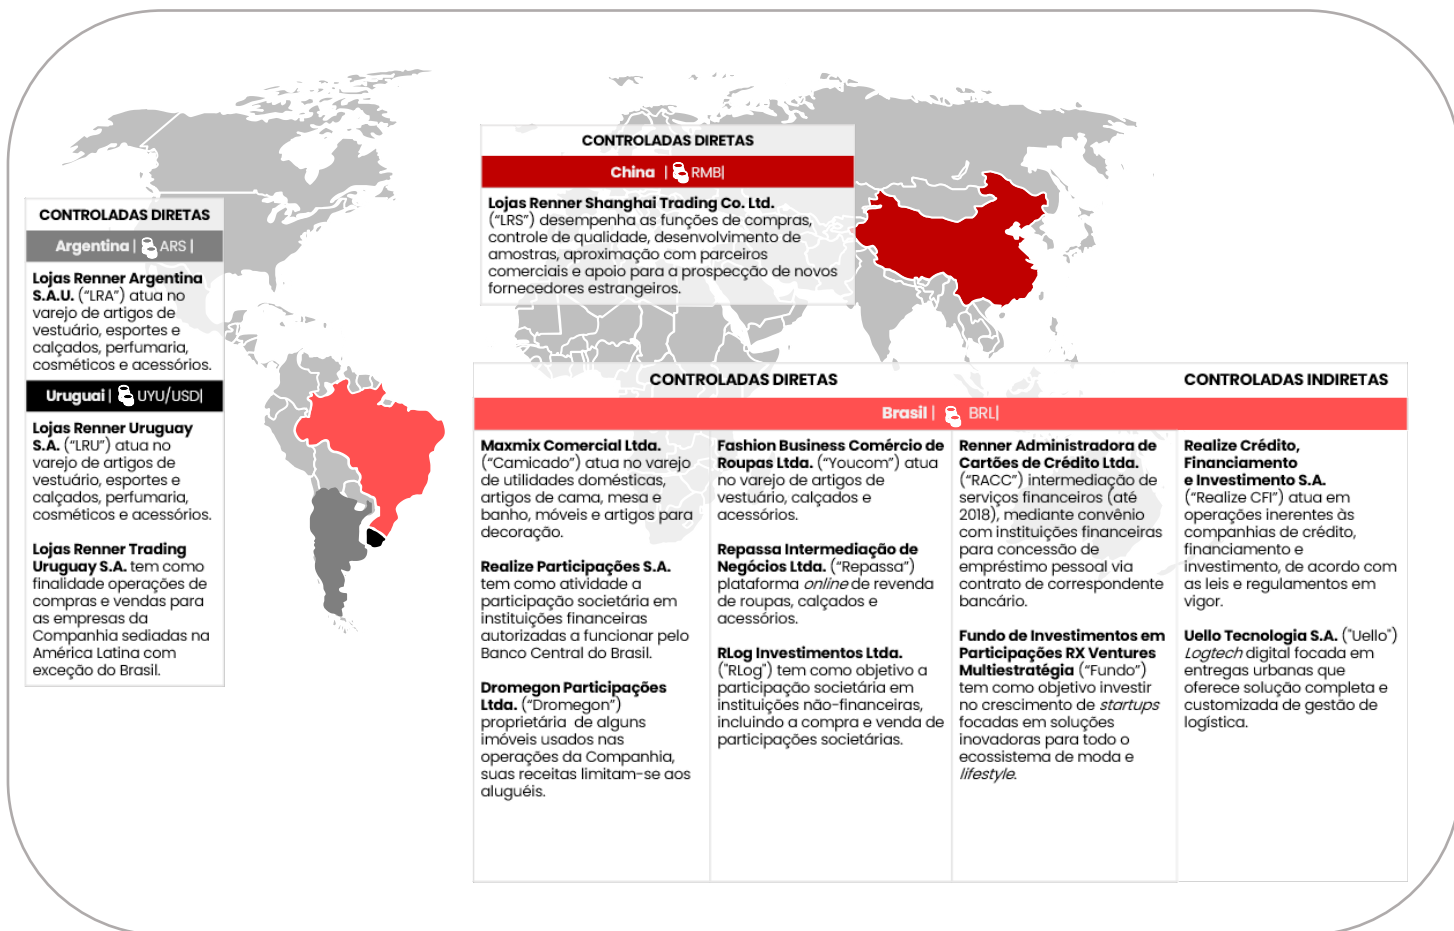 CONTROLADAS DIRETAS
Argentina | ARS |
Lojas Renner Argentina
S.A.U. (“LRA”) atua no
varejo de artigos de
vestuário, esportes e
calçados, perfumaria,
cosméticos e acessórios.
Uruguai | UYU/USD|
Lojas Renner Uruguay
S.A. (“LRU”) atua no
varejo de artigos de
vestuário, esportes e
calçados, perfumaria,
cosméticos e acessórios.
Lojas Renner Trading
Uruguay S.A. tem como
finalidade operações de
compras e vendas para
as empresas da
Companhia sediadas na
América Latina com
exceção do Brasil.
CONTROLADAS DIRETAS
China | RMB|
Lojas Renner Shanghai Trading Co. Ltd.
(“LRS”) desempenha as funções de compras,
controle de qualidade, desenvolvimento de
amostras, aproximação com parceiros
comerciais e apoio para a prospecção de novos
fornecedores estrangeiros.
CONTROLADAS DIRETAS
CONTROLADAS INDIRETAS
Brasil | BRL|
Maxmix Comercial Ltda.
(“Camicado”) atua no varejo
de utilidades domésticas,
artigos de cama, mesa e
banho, móveis e artigos para
decoração.
Realize Participações S.A.
tem como atividade a
participação societária em
instituições financeiras
autorizadas a funcionar pelo
Banco Central do Brasil.
Dromegon Participações
Ltda. (“Dromegon”)
proprietária de alguns
imóveis usados nas
operações da Companhia,
suas receitas limitam-se aos
aluguéis.
Fashion Business Comércio de
Roupas Ltda. (“Youcom”) atua
no varejo de artigos de
vestuário, calçados e
acessórios.
Repassa Intermediação de
Negócios Ltda. (“Repassa”)
plataforma online de revenda
de roupas, calçados e
acessórios.
RLog Investimentos Ltda.
("RLog") tem como objetivo a
participação societária em
instituições não-financeiras,
incluindo a compra e venda de
participações societárias.
Renner Administradora de
Cartões de Crédito Ltda.
(“RACC”) intermediação de
serviços financeiros (até
2018), mediante convênio
com instituições financeiras
para concessão de
empréstimo pessoal via
contrato de correspondente
bancário.
Fundo de Investimentos em
Participações RX Ventures
Multiestratégia (“Fundo”)
tem como objetivo investir
no crescimento de startups
focadas em soluções
inovadoras para todo o
ecossistema de moda e
lifestyle.
Realize Crédito,
Financiamento
e Investimento S.A.
(“Realize CFI”) atua em
operações inerentes às
companhias de crédito,
financiamento e
investimento, de acordo com
as leis e regulamentos em
vigor.
Uello Tecnologia S.A. ("Uello")
Logtech digital focada em
entregas urbanas que
oferece solução completa e
customizada de gestão de
logística.